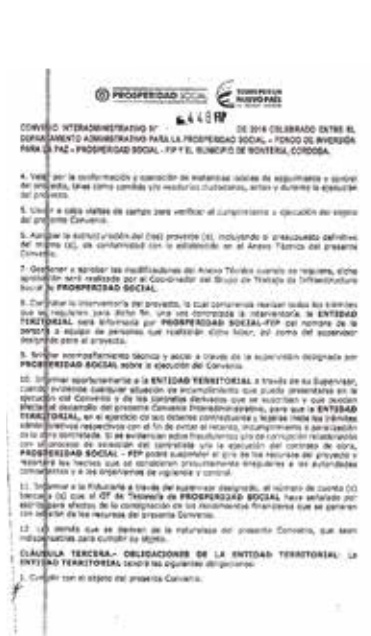 PROSPERIDAD SOCIAL
TODOS POR UN
NUEVO PAÍS
448 FIP
CONVENIO INTERADMINISTRATIVO N° DE 2016 CELEBRADO ENTRE EL
DEPARTAMENTO ADMINISTRATIVO PARA LA PROSPERIDAD SOCIAL – FONDO DE INVERSIÓN
PARA LA PAZ – PROSPERIDAD SOCIAL - FIP Y EL MUNICIPIO DE MONTERIA, CORDOBA.
4. Velar por la conformación y operación de instancias locales de seguimiento y control
del proyecto, tales como comités y/o veedurías ciudadanas, antes y durante la ejecución
del proyecto.
5. Llevar a cabo visitas de campo para verificar el cumplimiento y ejecución del objeto
del presente Convenio.
6. Aprobar la estructuración del (los) proyecto (s), incluyendo el presupuesto definitivo
del mismo (s), de conformidad con lo establecido en el Anexo Técnico del presente
Convenio.
7. Gestionar y aprobar las modificaciones del Anexo Técnico cuando se requiera, dicha
aprobación será realizada por el Coordinador del Grupo de Trabajo de Infraestructura
Social de PROSPERIDAD SOCIAL.
8. Contratar la interventoría del proyecto, la cual
que se requieran para dicho fin. Una vez contratada la interventoría la ENTIDAD
TERRITORIAL será informada por PROSPERIDAD SOCIAL-FIP del nombre de la
persona o equipo de personas que realizarán dicha labor, así como del supervisor
designado para el proyecto.
9. Brindar acompañamiento técnico y social a través de la supervisión designada por
PROSPERIDAD SOCIAL sobre la ejecución del Convenio.
10. Informar oportunamente a la ENTIDAD TERRITORIAL a través de su Supervisor,
cuando evidencie cualquier situación de incumplimiento que pueda presentarse en la
ejecución del Convenio y de los contratos derivados que se suscriban y que puedan
afectar el desarrollo del presente Convenio Interadministrativo, para que la ENTIDAD
TERRITORIAL, en el ejercicio de sus deberes contractuales y legales inicie los trámites
administrativos respectivos con el fin de evitar el retardo, incumplimiento o paralización
de la obra contratada. Si se evidencian actos fraudulentos y/o de corrupción relacionados
con el proceso de selección del contratista y/o la ejecución del contrato de obra,
PROSPERIDAD SOCIAL - FIP podrá suspender el giro de los recursos del proyecto y
reportará los hechos que se consideren presuntamente irregulares a las autoridades
competentes y a los organismos de vigilancia y control.
11. Informar a la Fiduciaria a través del supervisor designado, el número de cuenta (s)
bancaria (s) que el GT de Tesorería de PROSPERIDAD SOCIAL haya señalado por
escrito para efectos de la consignación de los rendimientos financieros que se generen
con ocasión de los recursos del presente Convenio.
12. Las demás que se deriven de la naturaleza del presente Convenio, que sean
indispensables para cumplir su objeto.
CLÁUSULA TERCERA.- OBLIGACIONES DE LA ENTIDAD TERRITORIAL: La
ENTIDAD TERRITORIAL tendrá las siguientes obligaciones:
1. Cumplir con el objeto del presente Convenio.